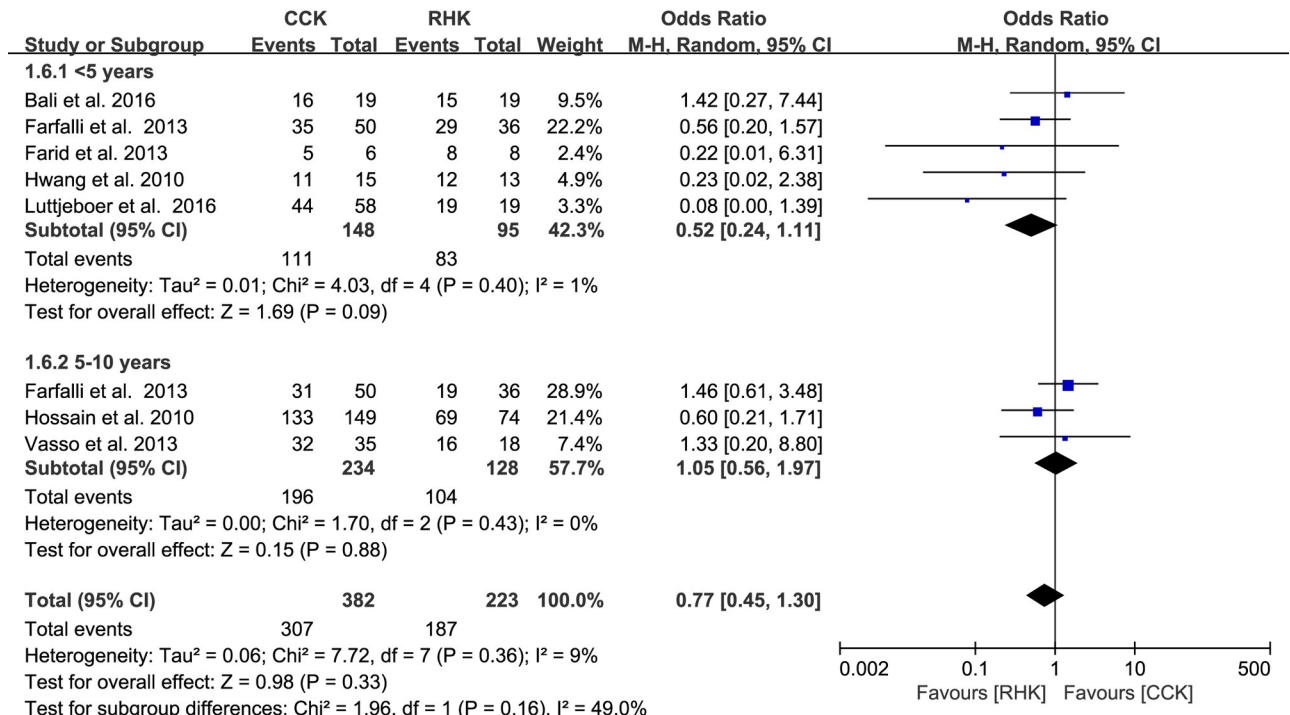 CCK RHK Odds Ratio Odds Ratio
Study or Subgroup Events Total Events Total Weight M-H, Random, 95% CI M-H, Random, 95% CI
1.6.1 <5 years
Bali et al. 2016 16 19 15 19 9.5% 1.42 [0.27, 7.44]
Farfalli et al. 2013 35 50 29 36 22.2% 0.56 [0.20, 1.57]
Farid et al. 2013 5 6 8 8 2.4% 0.22 [0.01, 6.31]
Hwang et al. 2010 11 15 12 13 4.9% 0.23 [0.02, 2.38]
Luttjeboer et al. 2016 44 58 19 19 3.3% 0.08 [0.00, 1.39]
Subtotal (95% CI) 148 95 42.3% 0.52 [0.24, 1.11]
Total events 111 83
Heterogeneity: Tau² = 0.01; Chi² = 4.03, df = 4 (P = 0.40); I² = 1%
Test for overall effect: Z = 1.69 (P = 0.09)
1.6.2 5-10 years
Farfalli et al. 2013 31 50 19 36 28.9% 1.46 [0.61, 3.48]
Hossain et al. 2010 133 149 69 74 21.4% 0.60 [0.21, 1.71]
Vasso et al. 2013 32 35 16 18 7.4% 1.33 [0.20, 8.80]
Subtotal (95% CI) 234 128 57.7% 1.05 [0.56, 1.97]
Total events 196 104
Heterogeneity: Tau² = 0.00; Chi² = 1.70, df = 2 (P = 0.43); I² = 0%
Test for overall effect: Z = 0.15 (P = 0.88)
Total (95% CI) 382 223 100.0% 0.77 [0.45, 1.30]
Total events 307 187
Heterogeneity: Tau² = 0.06; Chi² = 7.72, df = 7 (P = 0.36); I² = 9%
Test for overall effect: Z = 0.98 (P = 0.33)
Test for subgroup differences: Chi² = 1.96, df = 1 (P = 0.16), I² = 49.0%
0.002 0.1 1 10 500
Favours [RHK] Favours [CCK]